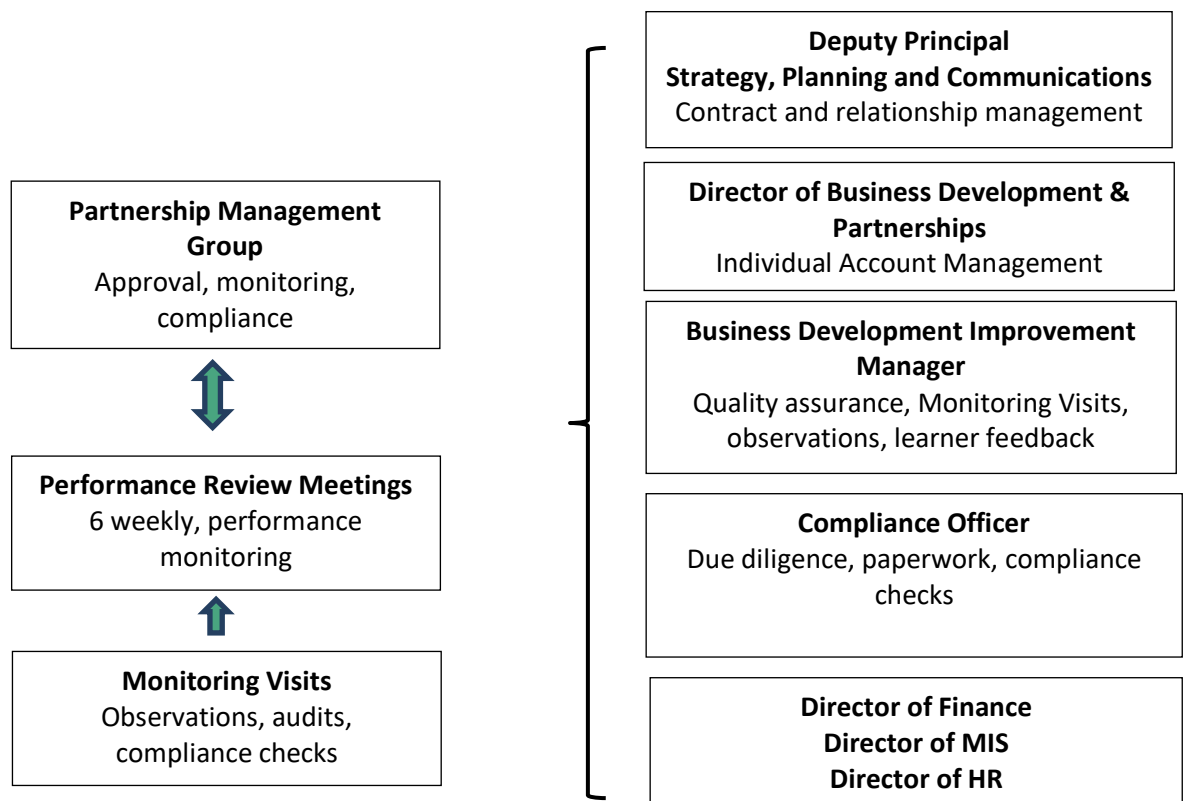 Partnership Management
Group
Approval, monitoring,
compliance
Performance Review Meetings
6 weekly, performance
monitoring
Monitoring Visits
Observations, audits,
compliance checks
Deputy Principal
Strategy, Planning and Communications
Contract and relationship management
Director of Business Development &
Partnerships
Individual Account Management
Business Development Improvement
Manager
Quality assurance, Monitoring Visits,
observations, learner feedback
Compliance Officer
Due diligence, paperwork, compliance
checks
Director of Finance
Director of MIS
Director of HR